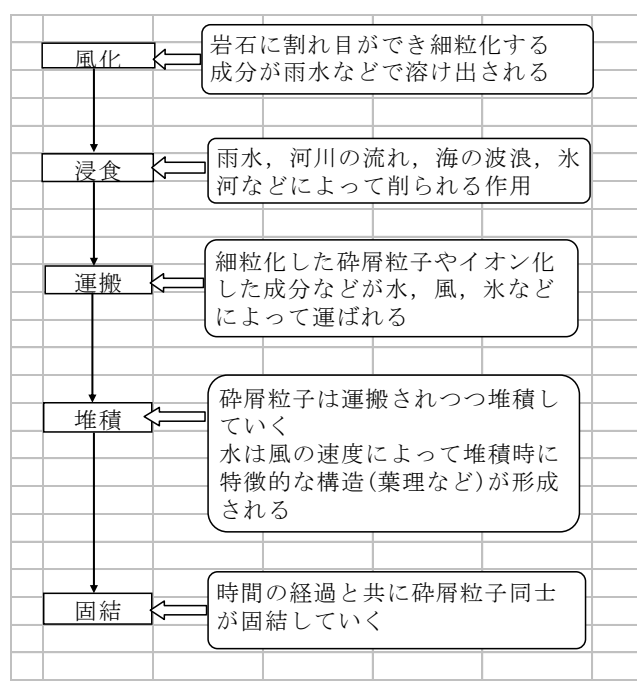 風化
岩石に割れ目ができ細粒化する
成分が雨水などで溶け出される
浸食
雨水，河川の流れ，海の波浪，氷
河などによって削られる作用
運搬
細粒化した砕屑粒子やイオン化
した成分などが水，風，氷など
によって運ばれる
堆積
砕屑粒子は運搬されつつ堆積し
ていく
水は風の速度によって堆積時に
特徴的な構造(葉理など)が形成
される
固結
時間の経過と共に砕屑粒子同士
が固結していく